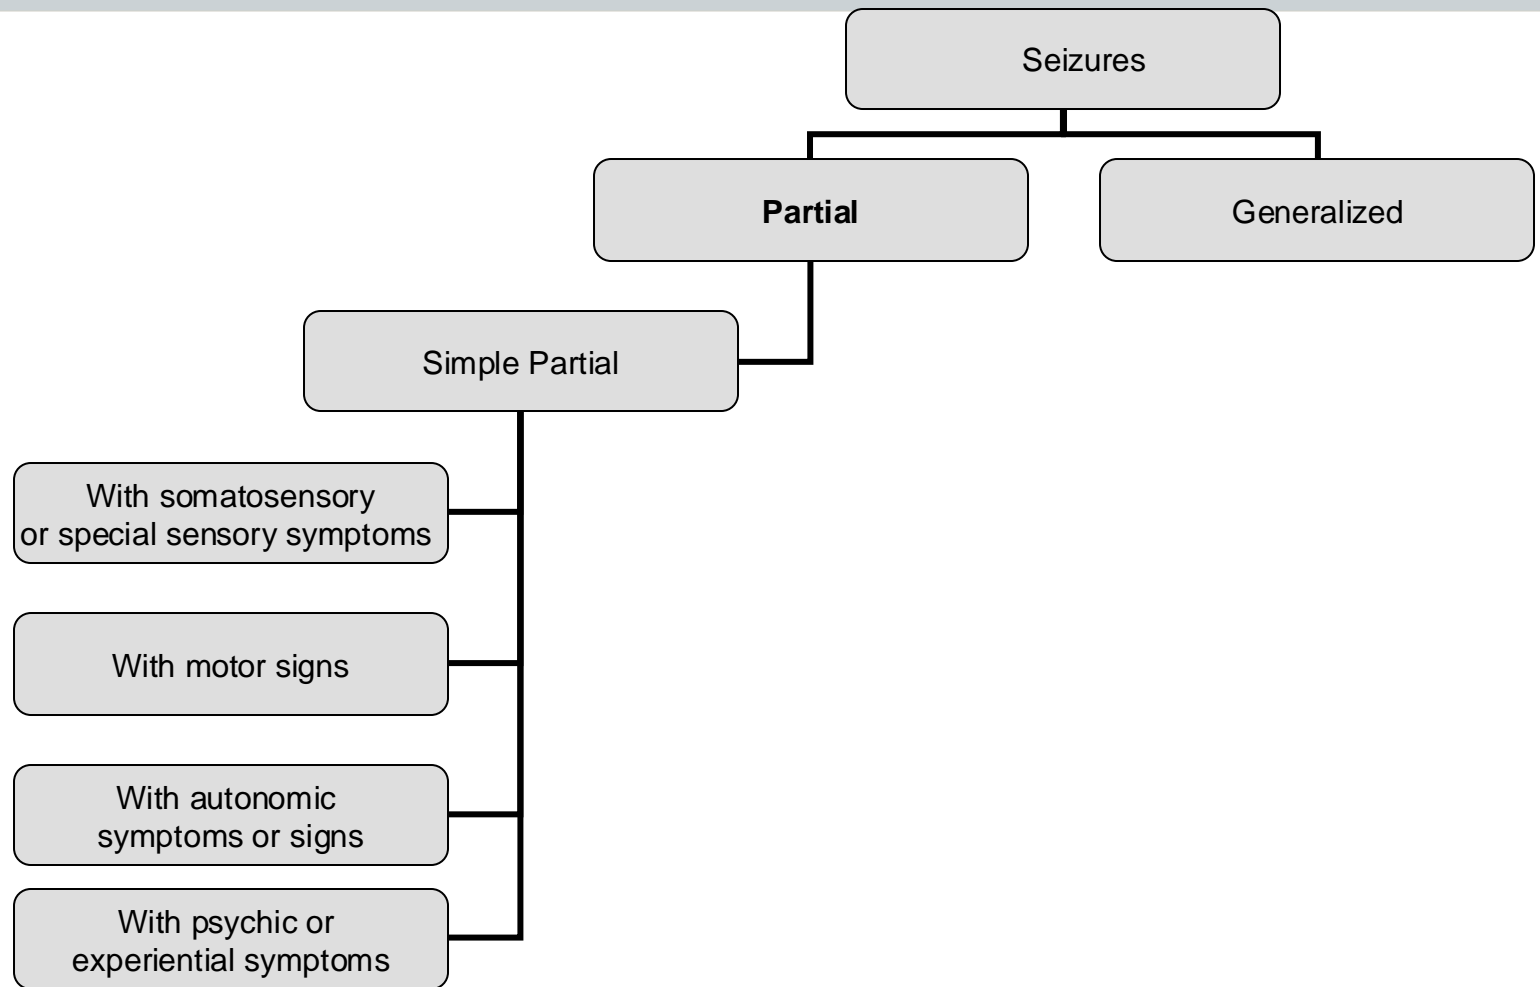 Seizures
Partial
Generalized
Simple Partial
With somatosensory
or special sensory symptoms
With motor signs
With autonomic
symptoms or signs
With psychic or
experiential symptoms